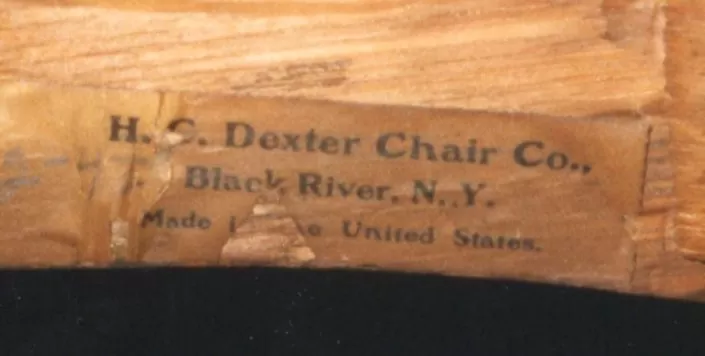 H. C. Dexter Chair Co.,
Black River, N. Y.
Made United States.